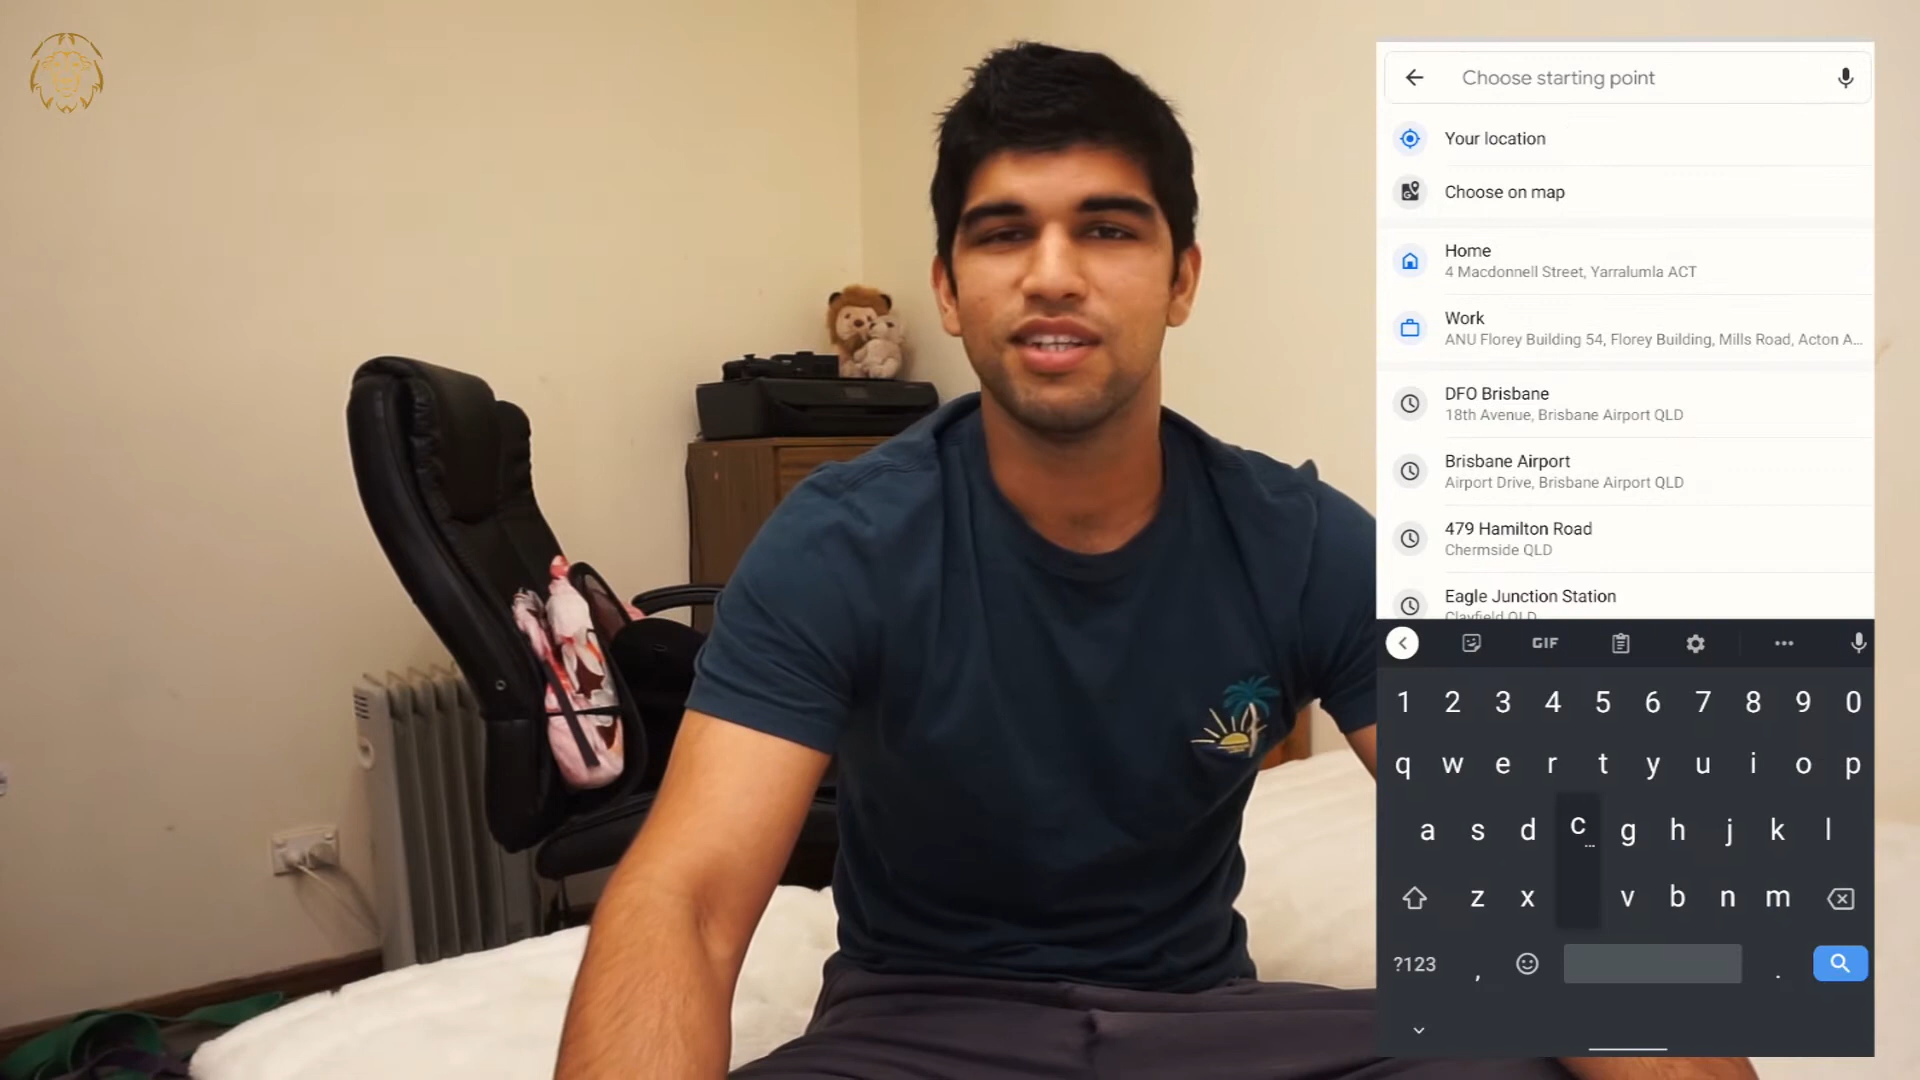 Choose starting point
Your location
Choose on map
Home
4 Macdonnell Street, Yarralumla ACT
Work
ANU Florey Building 54, Florey Building, Mills Road, Acton A...
DFO Brisbane
18th Avenue, Brisbane Airport QLD
Brisbane Airport
Airport Drive, Brisbane Airport QLD
479 Hamilton Road
Chermside QLD
Eagle Junction Station
Clayfield QLD
GIF
1 2 3 4 5 6 7 8 9 0
q w e r t y u i o p
a s d c ... g h j k l
z x v b n m
?123 , .